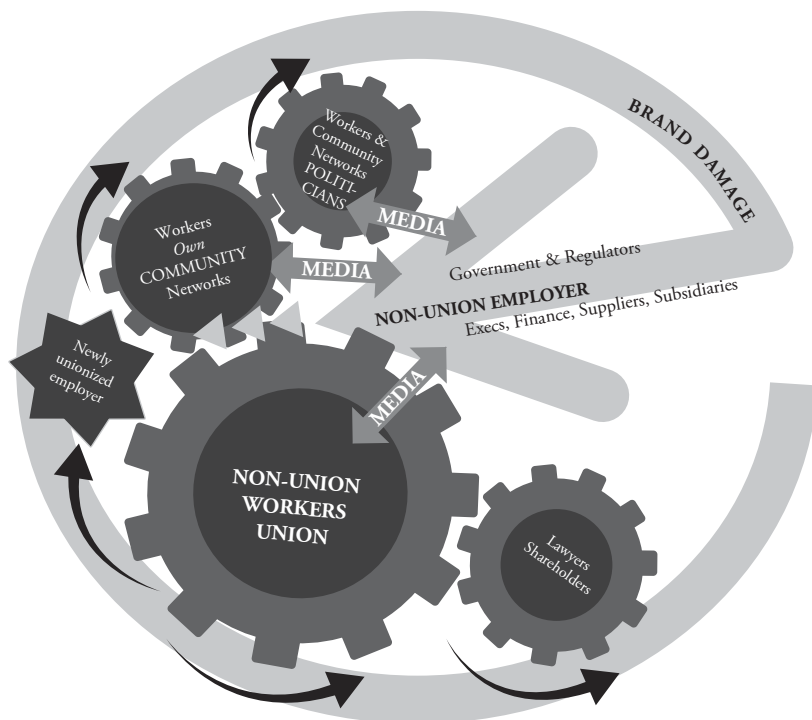 Workers &
Community
Networks
POLITI-
CIANS
BRAND DAMAGE
MEDIA
Workers
Own
COMMUNITY
Networks
MEDIA
Government & Regulators
NON-UNION EMPLOYER
Execs, Finance, Suppliers, Subsidiaries
Newly
unionized
employer
MEDIA
NON-UNION
WORKERS
UNION
Lawyers
Shareholders